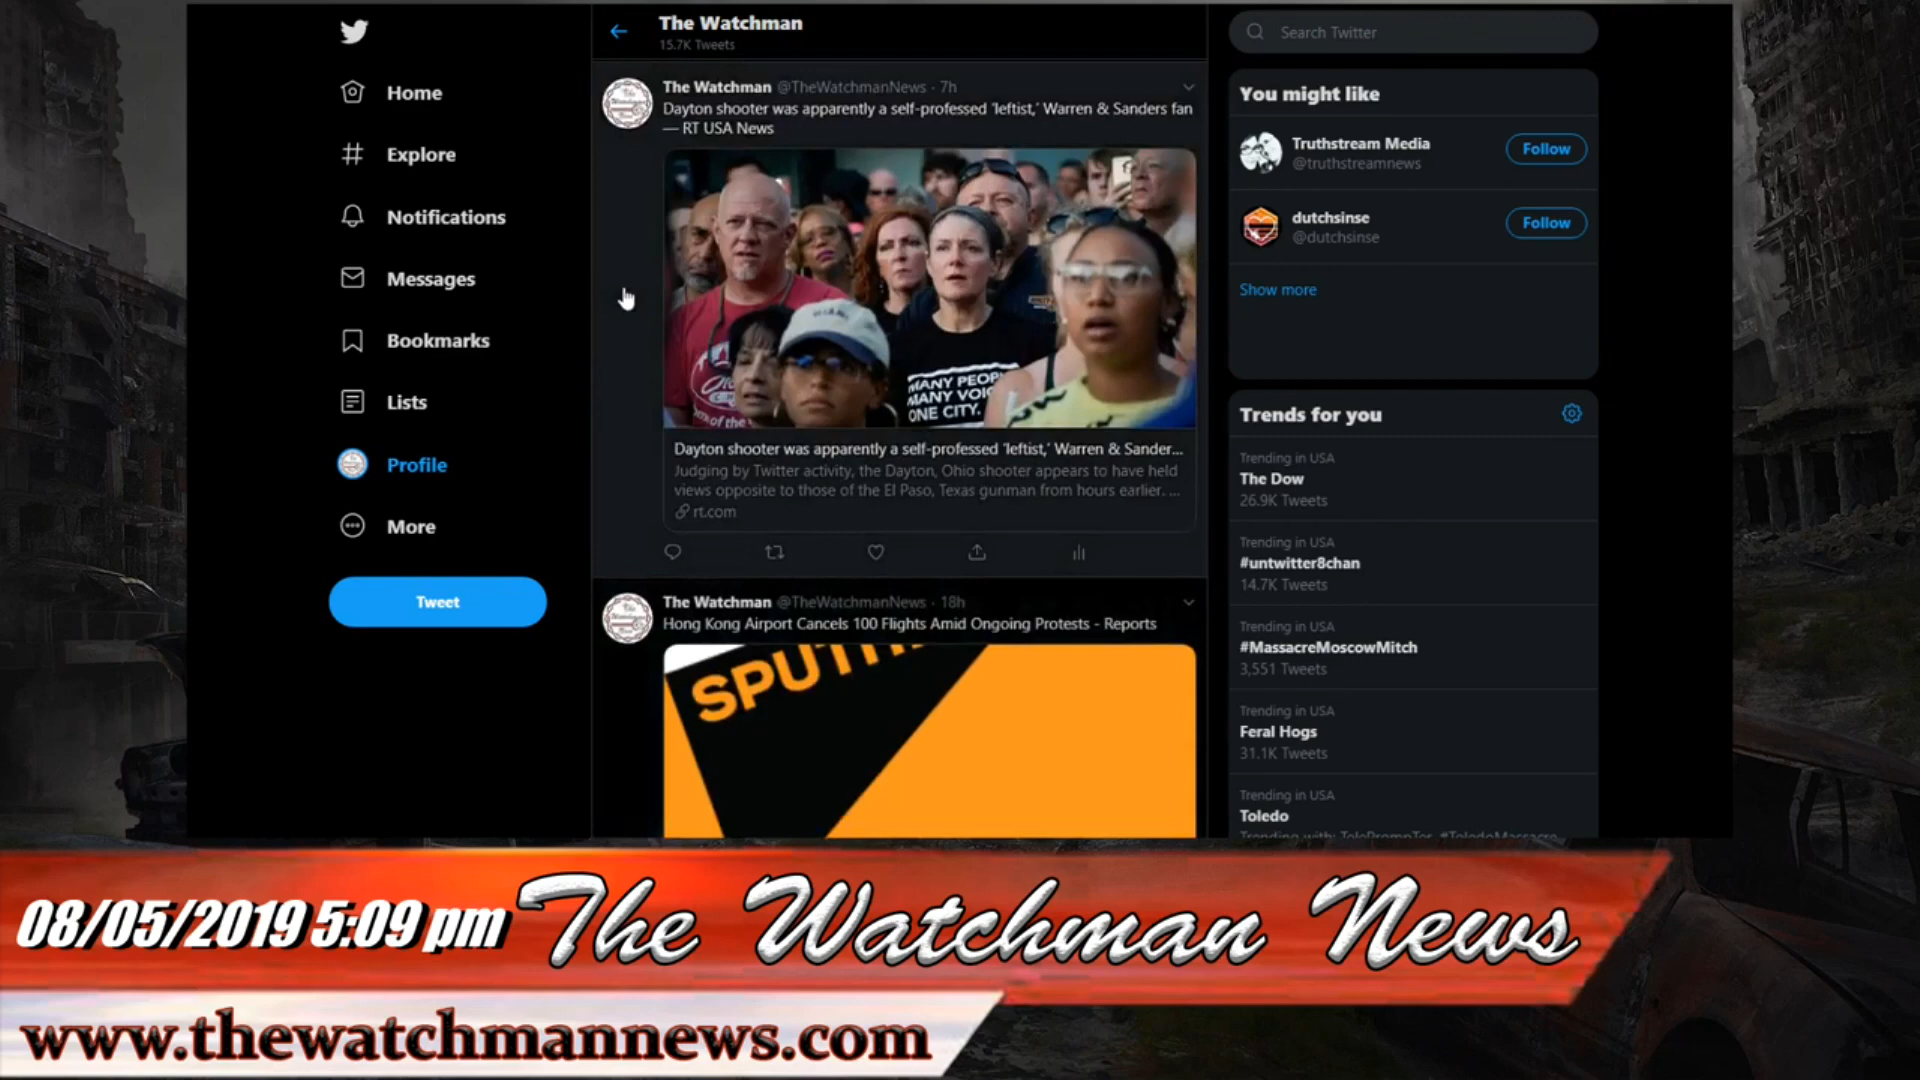 Home
Explore
Notifications
Messages
Bookmarks
Lists
Profile
More
Tweet
The Watchman
15.7K Tweets
The Watchman @TheWatchmanNews · 7h
Dayton shooter was apparently a self-professed 'leftist,' Warren & Sanders fan
— RT USA News
MANY PEOP
MANY VOIC
ONE CITY.
Dayton shooter was apparently a self-professed 'leftist,' Warren & Sander...
Judging by Twitter activity, the Dayton, Ohio shooter appears to have held
views opposite to those of the El Paso, Texas gunman from hours earlier. ...
rt.com
The Watchman @TheWatchmanNews · 18h
Hong Kong Airport Cancels 100 Flights Amid Ongoing Protests - Reports
SPUTNI
Search Twitter
You might like
Truthstream Media
@truthstreamnews
Follow
dutchsinse
@dutchsinse
Follow
Show more
Trends for you
Trending in USA
The Dow
26.9K Tweets
Trending in USA
#untwitter8chan
14.7K Tweets
Trending in USA
#MassacreMoscowMitch
3,551 Tweets
Trending in USA
Feral Hogs
31.1K Tweets
Trending in USA
Toledo
Trending with: TelePrompTer, #ToledoMassacre
08/05/2019 5:09 pm
The Watchman News
www.thewatchmannews.com